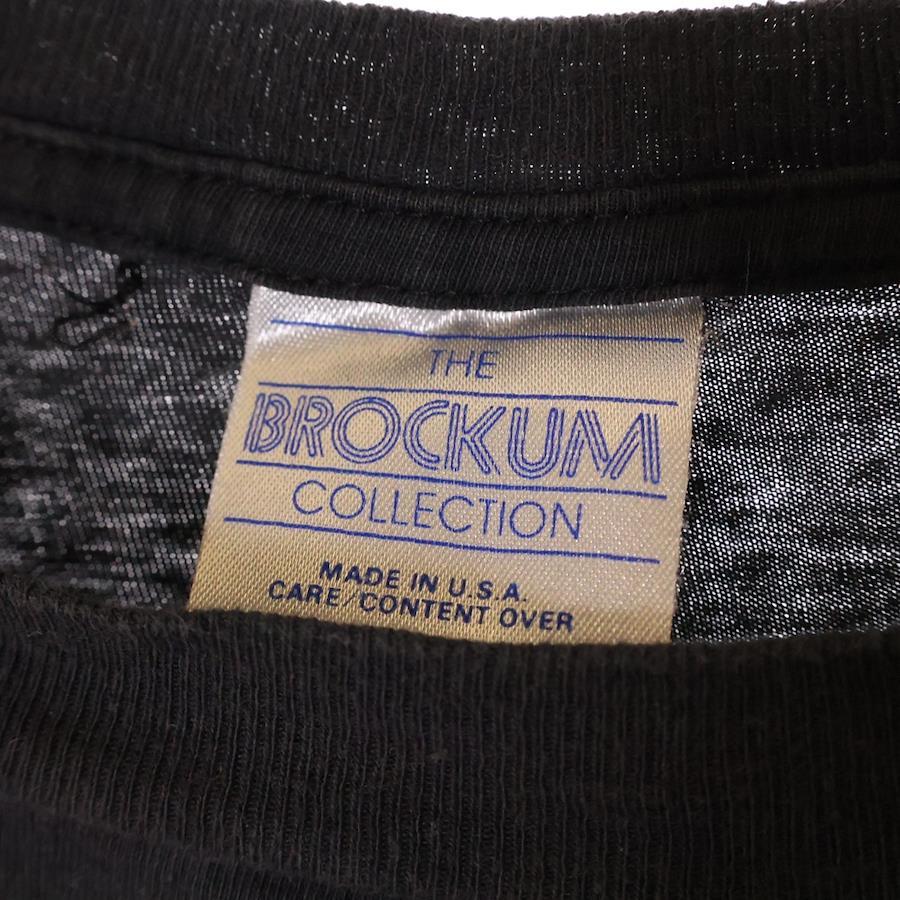 THE
BROCKUM
COLLECTION
MADE IN U.S.A.
CARE/CONTENT OVER